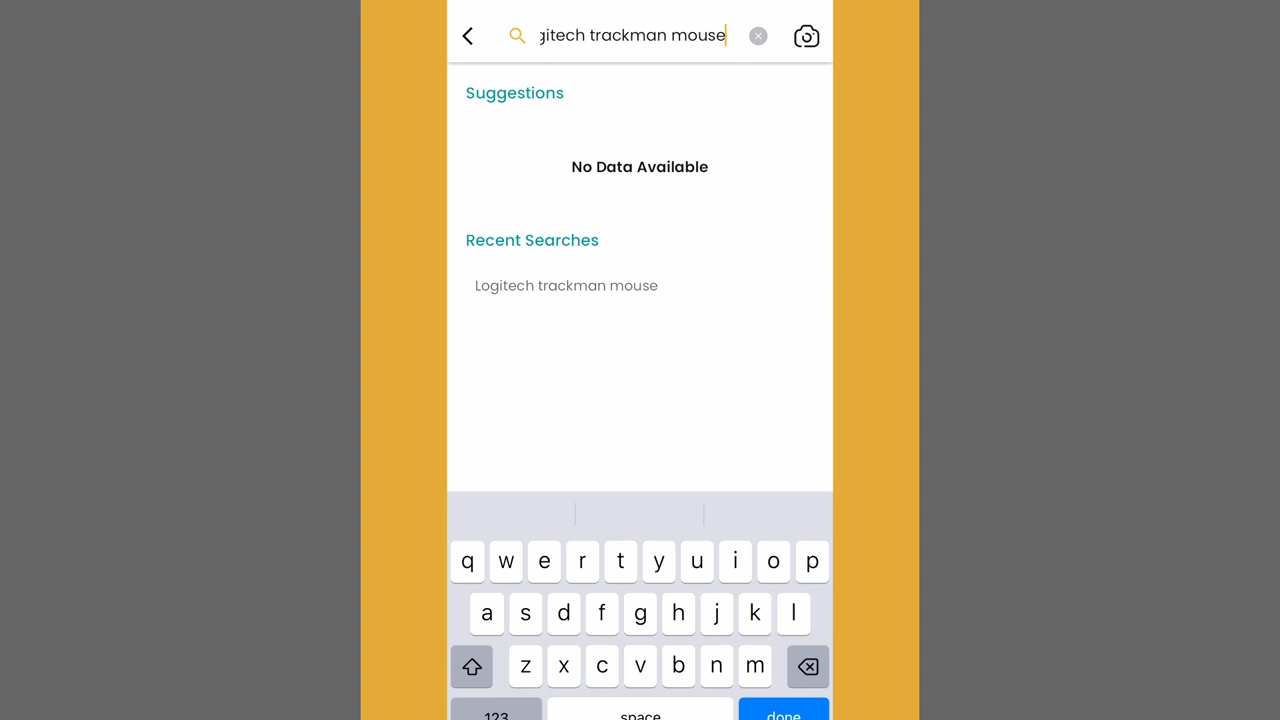 gitech trackman mouse
Suggestions
No Data Available
Recent Searches
Logitech trackman mouse
q w e r t y u i o p
a s d f g h j k l
z x c v b n m
123 space done